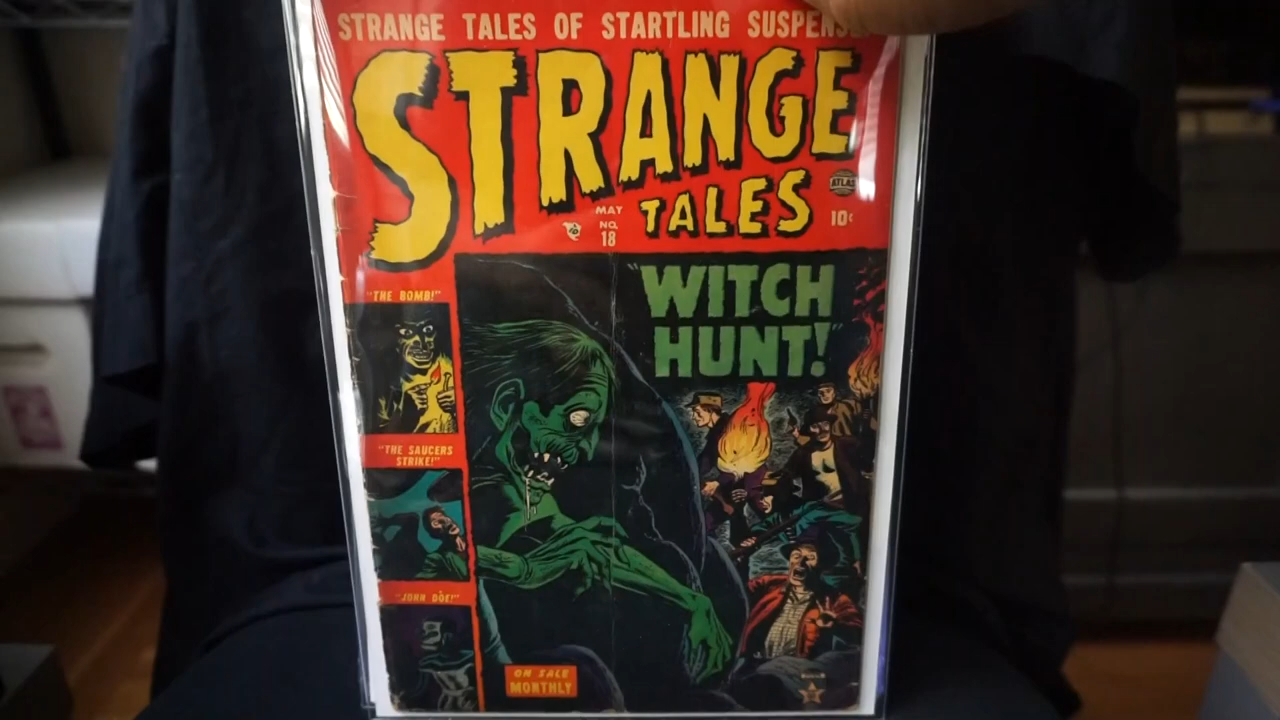 STRANGE TALES OF STARTLING SUSPENSE
STRANGE
TALES
ATLAS
MAY
NO.
18
10¢
"WITCH
HUNT!"
"THE BOMB!"
"THE SAUCERS
STRIKE!"
"JOHN DOE!"
ON SALE
MONTHLY